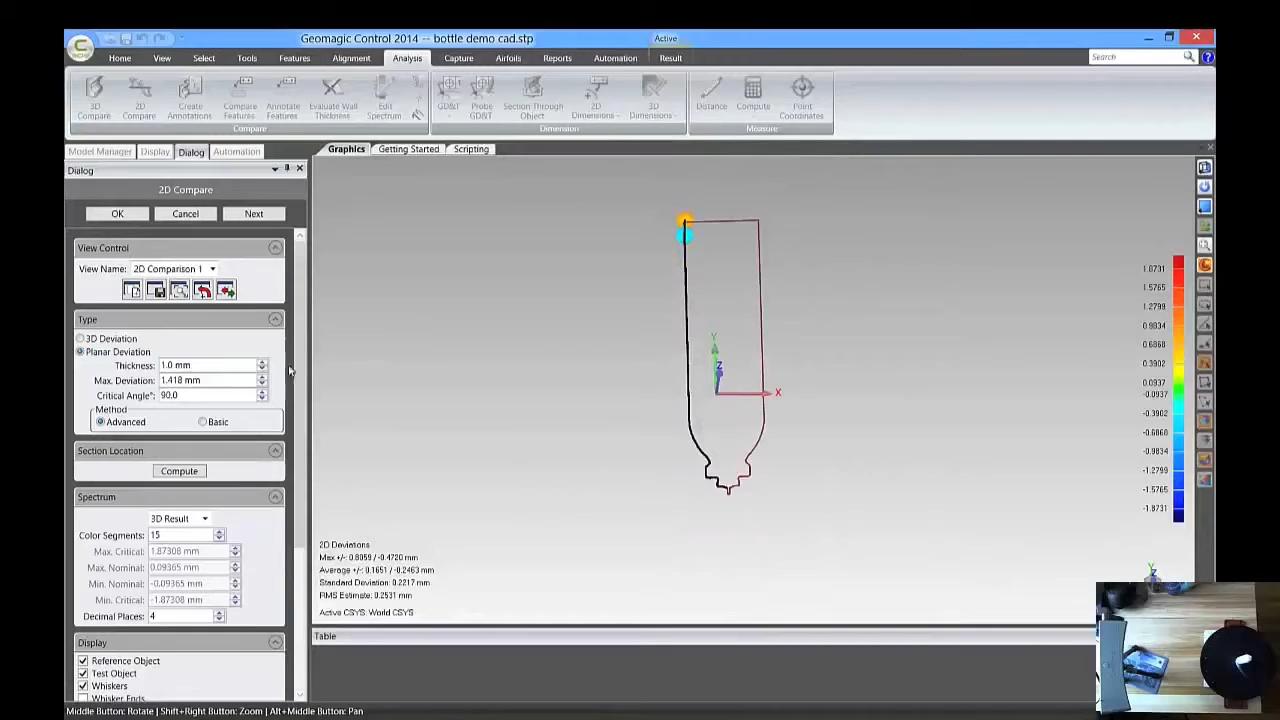 Geomagic Control 2014 -- bottle demo cad.stp
Active
Home View Select Tools Features Alignment Analysis Capture Airfoils Reports Automation Result
Search
3D Compare
2D Compare
Create Annotations
Compare Features
Annotate Features
Evaluate Wall Thickness
Edit Spectrum
GD&T
Probe GD&T
Section Through Object
2D Dimensions
3D Dimensions
Distance
Compute
Point Coordinates
Compare
Dimension
Measure
Model Manager Display Dialog Automation
Graphics Getting Started Scripting
Dialog
2D Compare
OK Cancel Next
View Control
View Name: 2D Comparison 1
Type
3D Deviation
Planar Deviation
Thickness: 1.0 mm
Max. Deviation: 1.418 mm
Critical Angle°: 90.0
Method
Advanced Basic
Section Location
Compute
Spectrum
3D Result
Color Segments: 15
Max. Critical: 1.87308 mm
Max. Nominal: 0.09365 mm
Min. Nominal: -0.09365 mm
Min. Critical: -1.87308 mm
Decimal Places: 4
Display
Reference Object
Test Object
Whiskers
Whisker Ends
Y
Z
X
1.8731
1.5765
1.2799
0.9834
0.6868
0.3902
0.0937
-0.0937
-0.3902
-0.6868
-0.9834
-1.2799
-1.5765
-1.8731
2D Deviations
Max +/-: 0.8059 / -0.4720 mm
Average +/-: 0.1651 / -0.2463 mm
Standard Deviation: 0.2217 mm
RMS Estimate: 0.2531 mm
Active CSYS: World CSYS
Table
Middle Button: Rotate | Shift+Right Button: Zoom | Alt+Middle Button: Pan